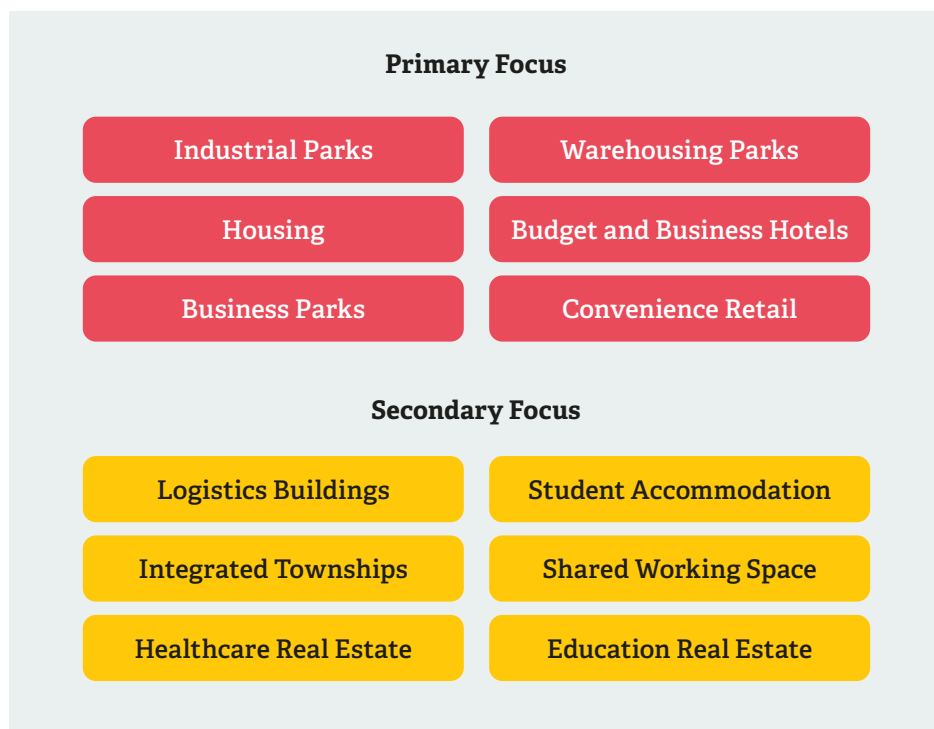 Primary Focus
Industrial Parks
Warehousing Parks
Housing
Budget and Business Hotels
Business Parks
Convenience Retail
Secondary Focus
Logistics Buildings
Student Accommodation
Integrated Townships
Shared Working Space
Healthcare Real Estate
Education Real Estate